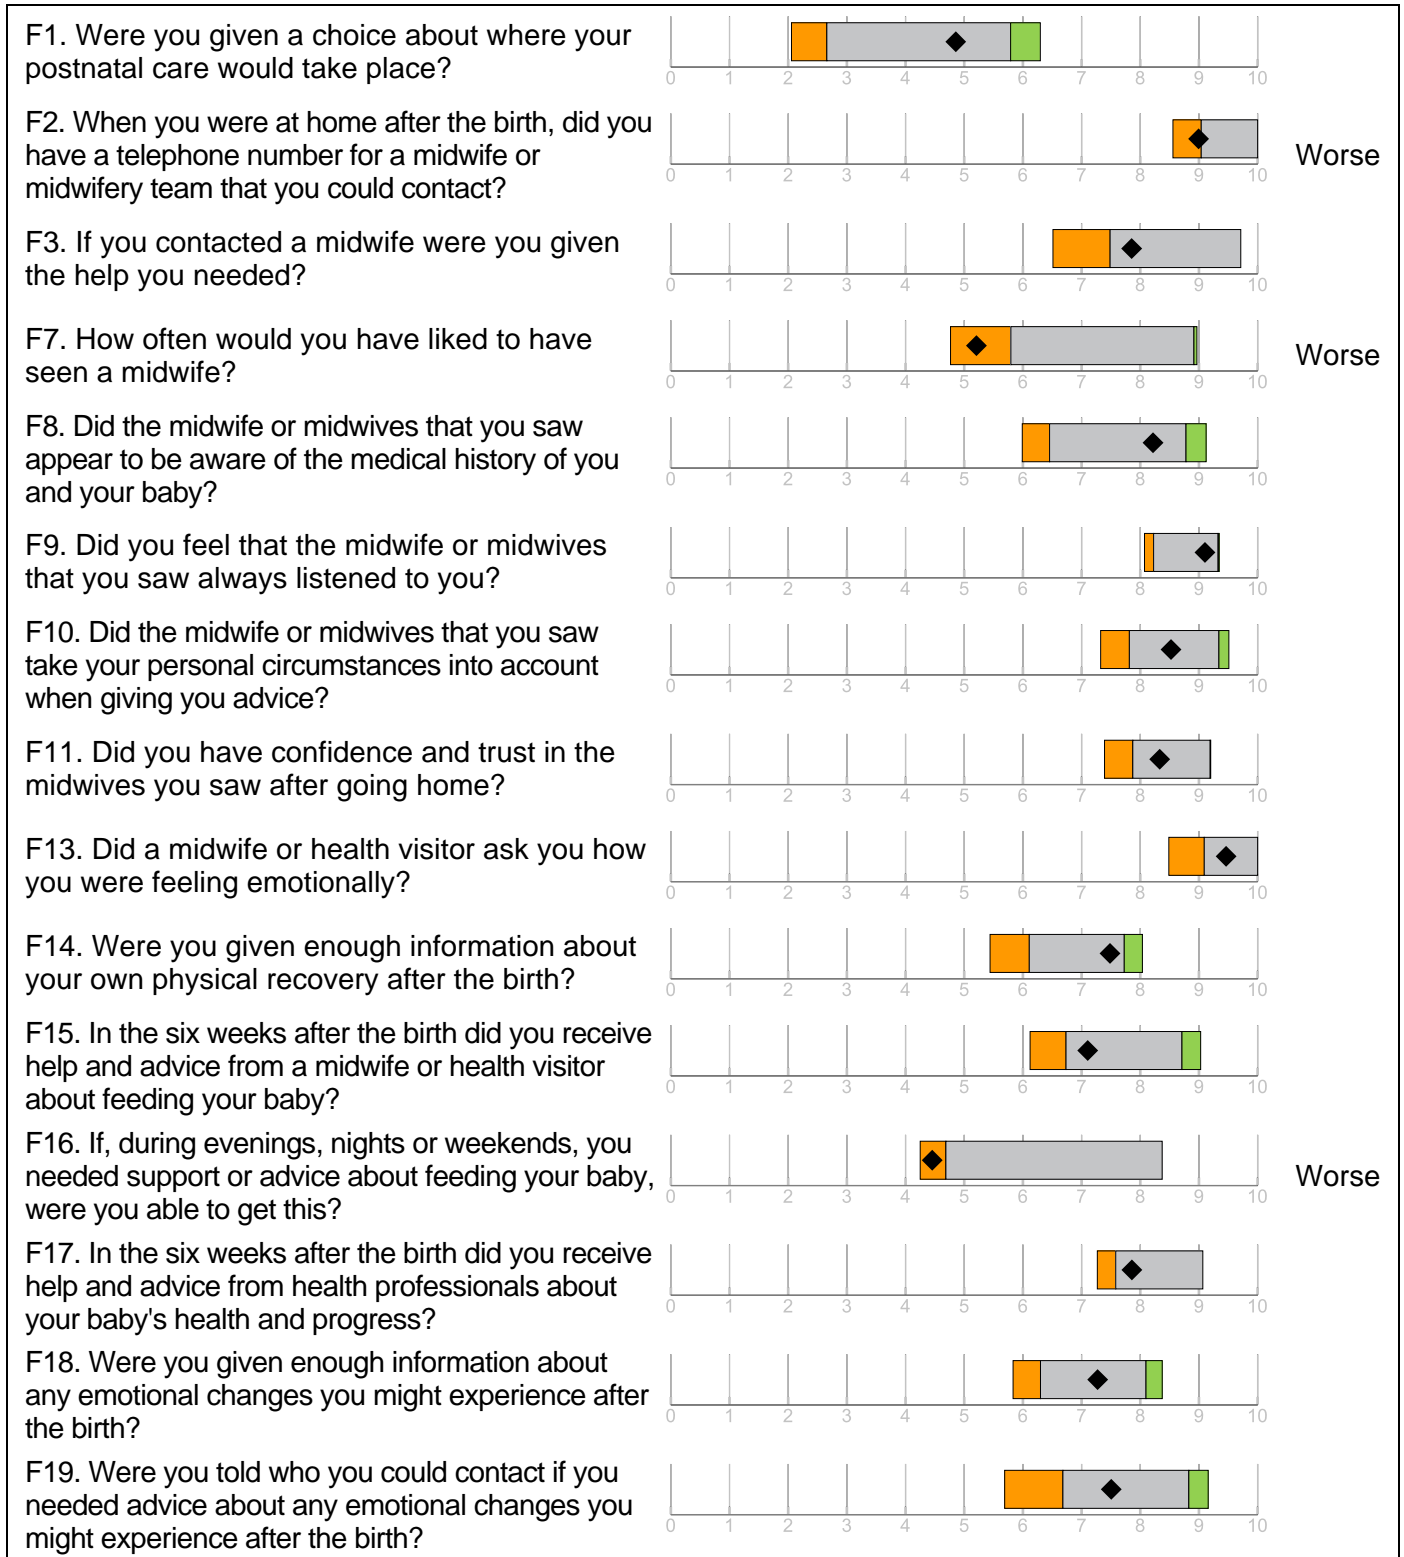 F1. Were you given a choice about where your
postnatal care would take place?
0 1 2 3 4 5 6 7 8 9 10
F2. When you were at home after the birth, did you
have a telephone number for a midwife or
midwifery team that you could contact?
0 1 2 3 4 5 6 7 8 9 10
Worse
F3. If you contacted a midwife were you given
the help you needed?
0 1 2 3 4 5 6 7 8 9 10
F7. How often would you have liked to have
seen a midwife?
0 1 2 3 4 5 6 7 8 9 10
Worse
F8. Did the midwife or midwives that you saw
appear to be aware of the medical history of you
and your baby?
0 1 2 3 4 5 6 7 8 9 10
F9. Did you feel that the midwife or midwives
that you saw always listened to you?
0 1 2 3 4 5 6 7 8 9 10
F10. Did the midwife or midwives that you saw
take your personal circumstances into account
when giving you advice?
0 1 2 3 4 5 6 7 8 9 10
F11. Did you have confidence and trust in the
midwives you saw after going home?
0 1 2 3 4 5 6 7 8 9 10
F13. Did a midwife or health visitor ask you how
you were feeling emotionally?
0 1 2 3 4 5 6 7 8 9 10
F14. Were you given enough information about
your own physical recovery after the birth?
0 1 2 3 4 5 6 7 8 9 10
F15. In the six weeks after the birth did you receive
help and advice from a midwife or health visitor
about feeding your baby?
0 1 2 3 4 5 6 7 8 9 10
F16. If, during evenings, nights or weekends, you
needed support or advice about feeding your baby,
were you able to get this?
0 1 2 3 4 5 6 7 8 9 10
Worse
F17. In the six weeks after the birth did you receive
help and advice from health professionals about
your baby's health and progress?
0 1 2 3 4 5 6 7 8 9 10
F18. Were you given enough information about
any emotional changes you might experience after
the birth?
0 1 2 3 4 5 6 7 8 9 10
F19. Were you told who you could contact if you
needed advice about any emotional changes you
might experience after the birth?
0 1 2 3 4 5 6 7 8 9 10